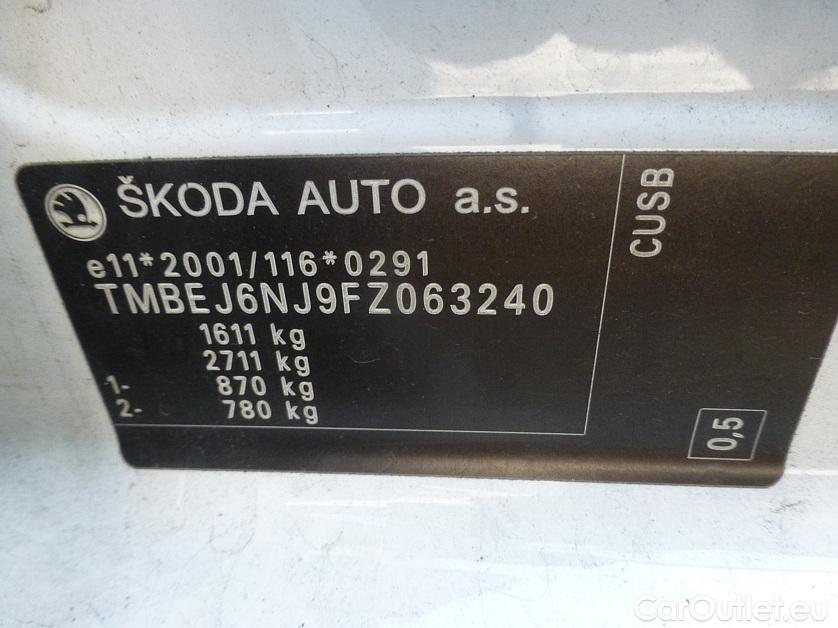 ŠKODA AUTO a.s.
e11*2001/116*0291
TMBEJ6NJ9FZ063240
1611 kg
2711 kg
1- 870 kg
2- 780 kg
CUSB
0,5
CarOutlet.eu